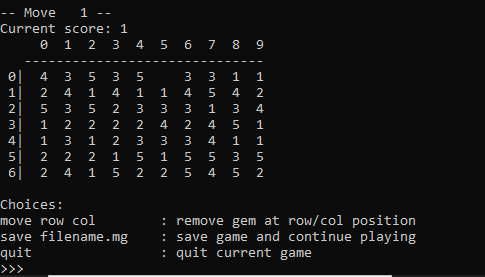 -- Move   1 --
Current score: 1
     0  1  2  3  4  5  6  7  8  9
   ------------------------------
 0|  4  3  5  3  5     3  3  1  1
 1|  2  4  1  4  1  1  4  5  4  2
 2|  5  3  5  2  3  3  3  1  3  4
 3|  1  2  2  2  2  4  2  4  5  1
 4|  1  3  1  2  3  3  3  4  1  1
 5|  2  2  2  1  5  1  5  5  3  5
 6|  2  4  1  5  2  2  5  4  5  2

Choices:
move row col        : remove gem at row/col position
save filename.mg    : save game and continue playing
quit                : quit current game
>>>